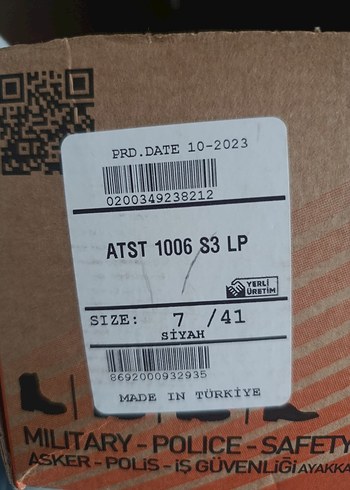 PRD.DATE 10-2023
0200349238212
ATST 1006 S3 LP
YERLİ
ÜRETİM
SIZE: 7 /41
SİYAH
8692000932935
MADE IN TÜRKİYE
MILITARY - POLICE - SAFETY
ASKER - POLİS - İŞ GÜVENLİĞİ AYAKKA